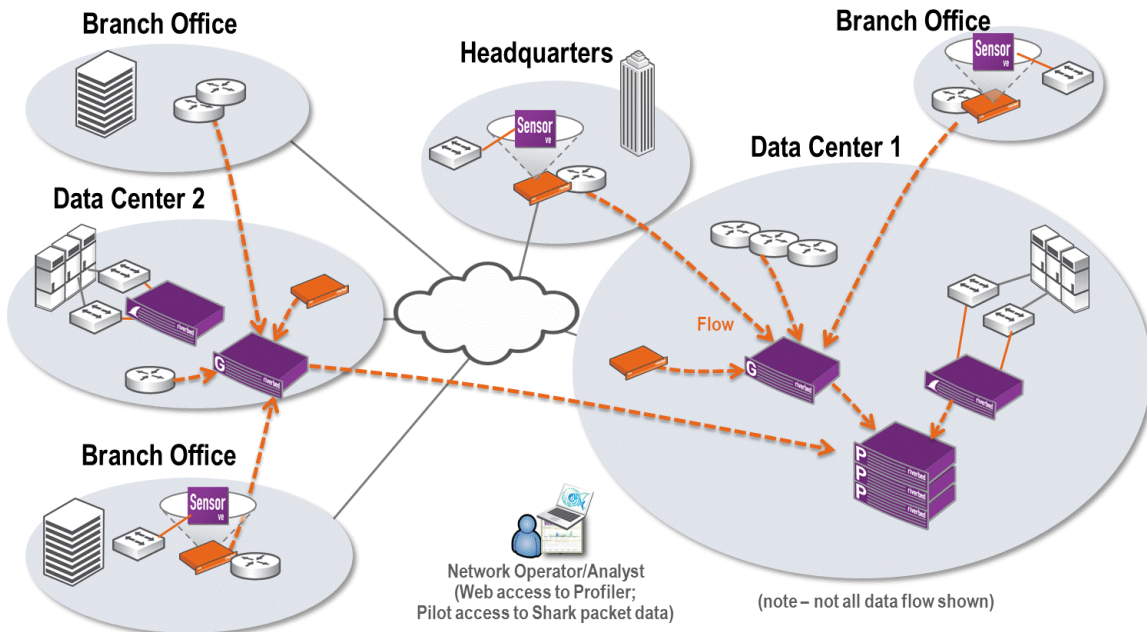 Branch Office
Headquarters
Branch Office
Sensor
ve
Sensor
ve
Data Center 1
Data Center 2
Flow
riverbed
G
riverbed
G
riverbed
riverbed
P
riverbed
P
P
Branch Office
Sensor
ve
Network Operator/Analyst
(Web access to Profiler;
Pilot access to Shark packet data)
(note – not all data flow shown)